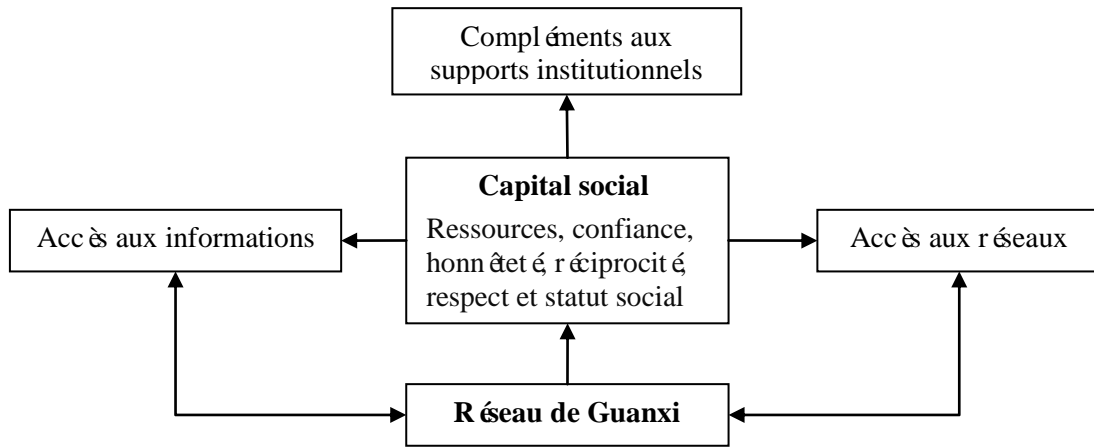 Compléments aux
supports institutionnels
Capital social
Ressources, confiance,
honnêteté, réciprocité,
respect et statut social
Accès aux informations
Accès aux réseaux
Réseau de Guanxi